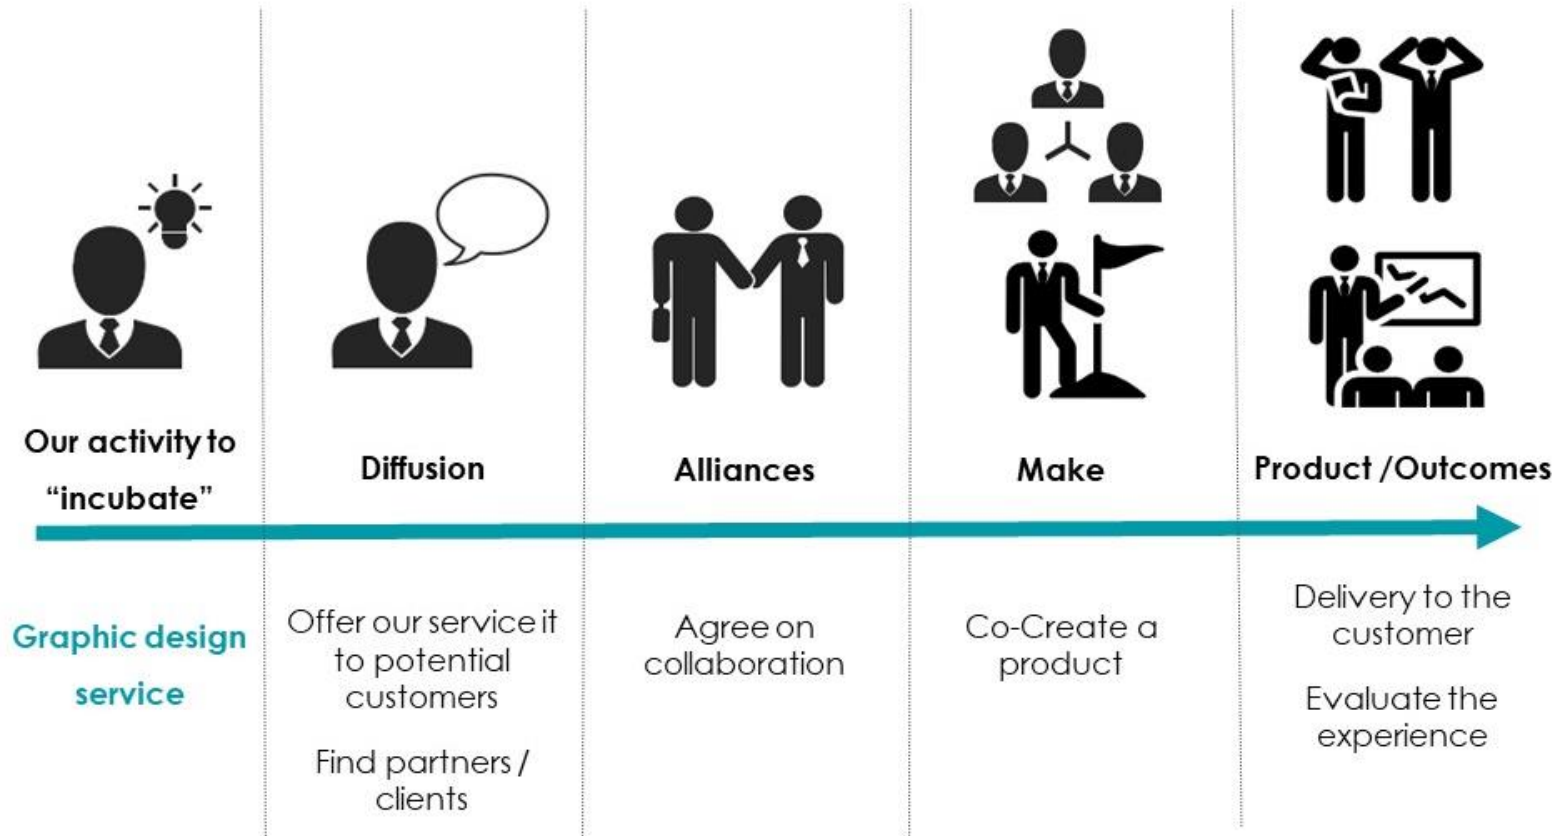 Our activity to
“incubate”
Diffusion
Alliances
Make
Product /Outcomes
Graphic design
service
Offer our service it
to potential
customers
Find partners /
clients
Agree on
collaboration
Co-Create a
product
Delivery to the
customer
Evaluate the
experience